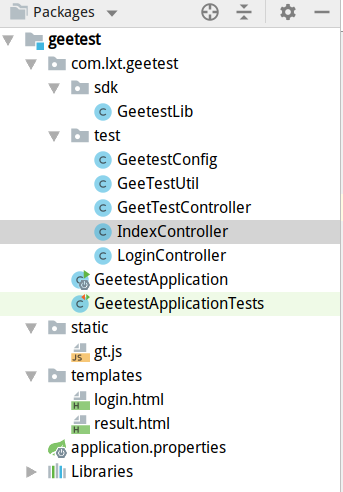 Packages
geetest
com.lxt.geetest
sdk
GeetestLib
test
GeetestConfig
GeeTestUtil
GeetTestController
IndexController
LoginController
GeetestApplication
GeetestApplicationTests
static
gt.js
templates
login.html
result.html
application.properties
Libraries